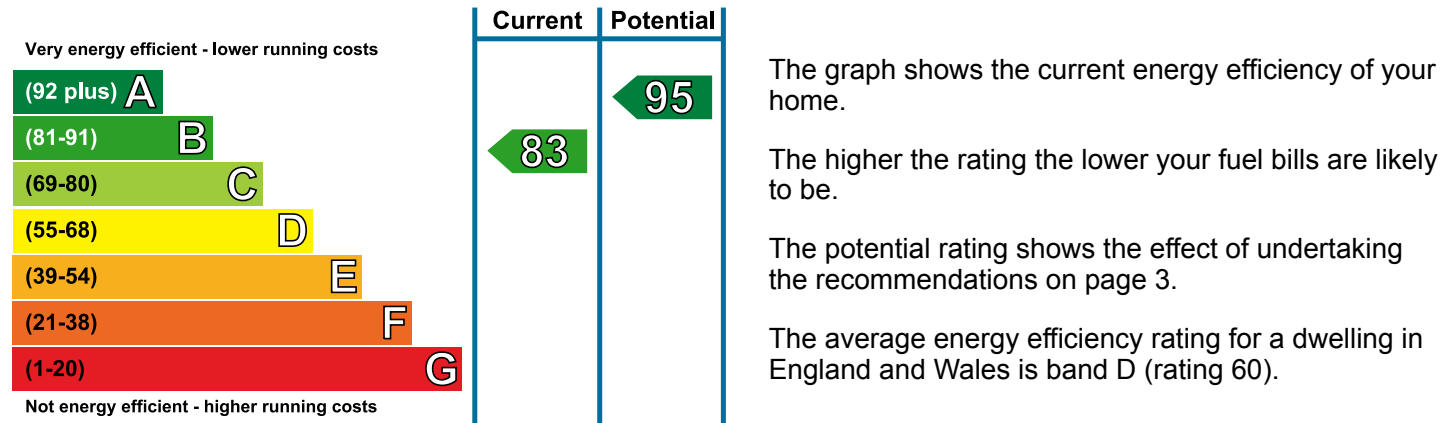 Current Potential
Very energy efficient - lower running costs
(92 plus) A
95
(81-91) B
83
(69-80) C
(55-68) D
(39-54) E
(21-38) F
(1-20) G
Not energy efficient - higher running costs
The graph shows the current energy efficiency of your
home.
The higher the rating the lower your fuel bills are likely
to be.
The potential rating shows the effect of undertaking
the recommendations on page 3.
The average energy efficiency rating for a dwelling in
England and Wales is band D (rating 60).